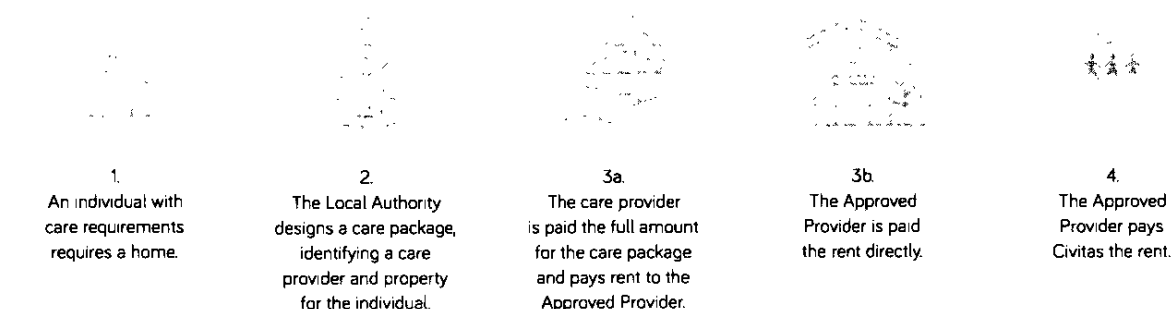 1.
An individual with
care requirements
requires a home.
2.
The Local Authority
designs a care package,
identifying a care
provider and property
for the individual.
3a.
The care provider
is paid the full amount
for the care package
and pays rent to the
Approved Provider.
3b.
The Approved
Provider is paid
the rent directly.
4.
The Approved
Provider pays
Civitas the rent.